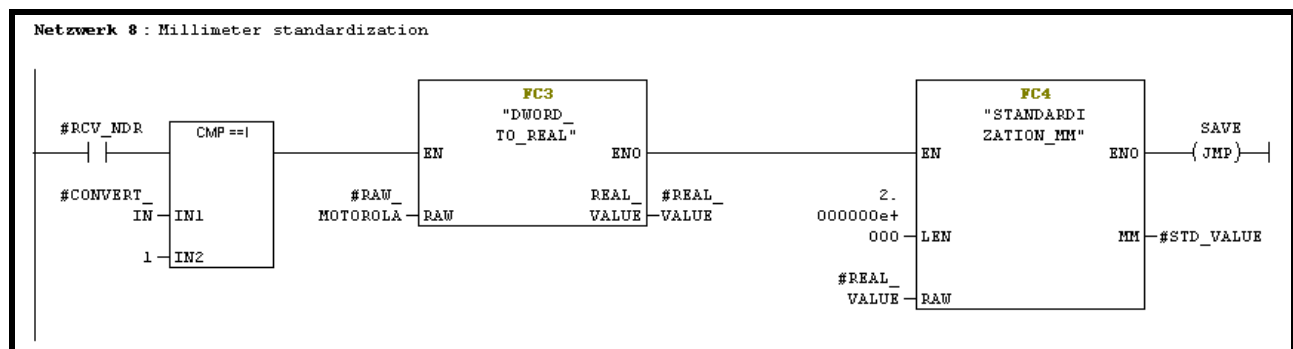 Netzwerk 8 : Millimeter standardization
#RCV_NDR
CMP ==I
#CONVERT_
IN
IN1
1
IN2
FC3
"DWORD_
TO_REAL"
EN
ENO
#RAW_
MOTOROLA
RAW
REAL_
VALUE
#REAL_
VALUE
FC4
"STANDARDI
ZATION_MM"
EN
ENO
2.
000000e+
000
LEN
MM
#STD_VALUE
#REAL_
VALUE
RAW
SAVE
(JMP)